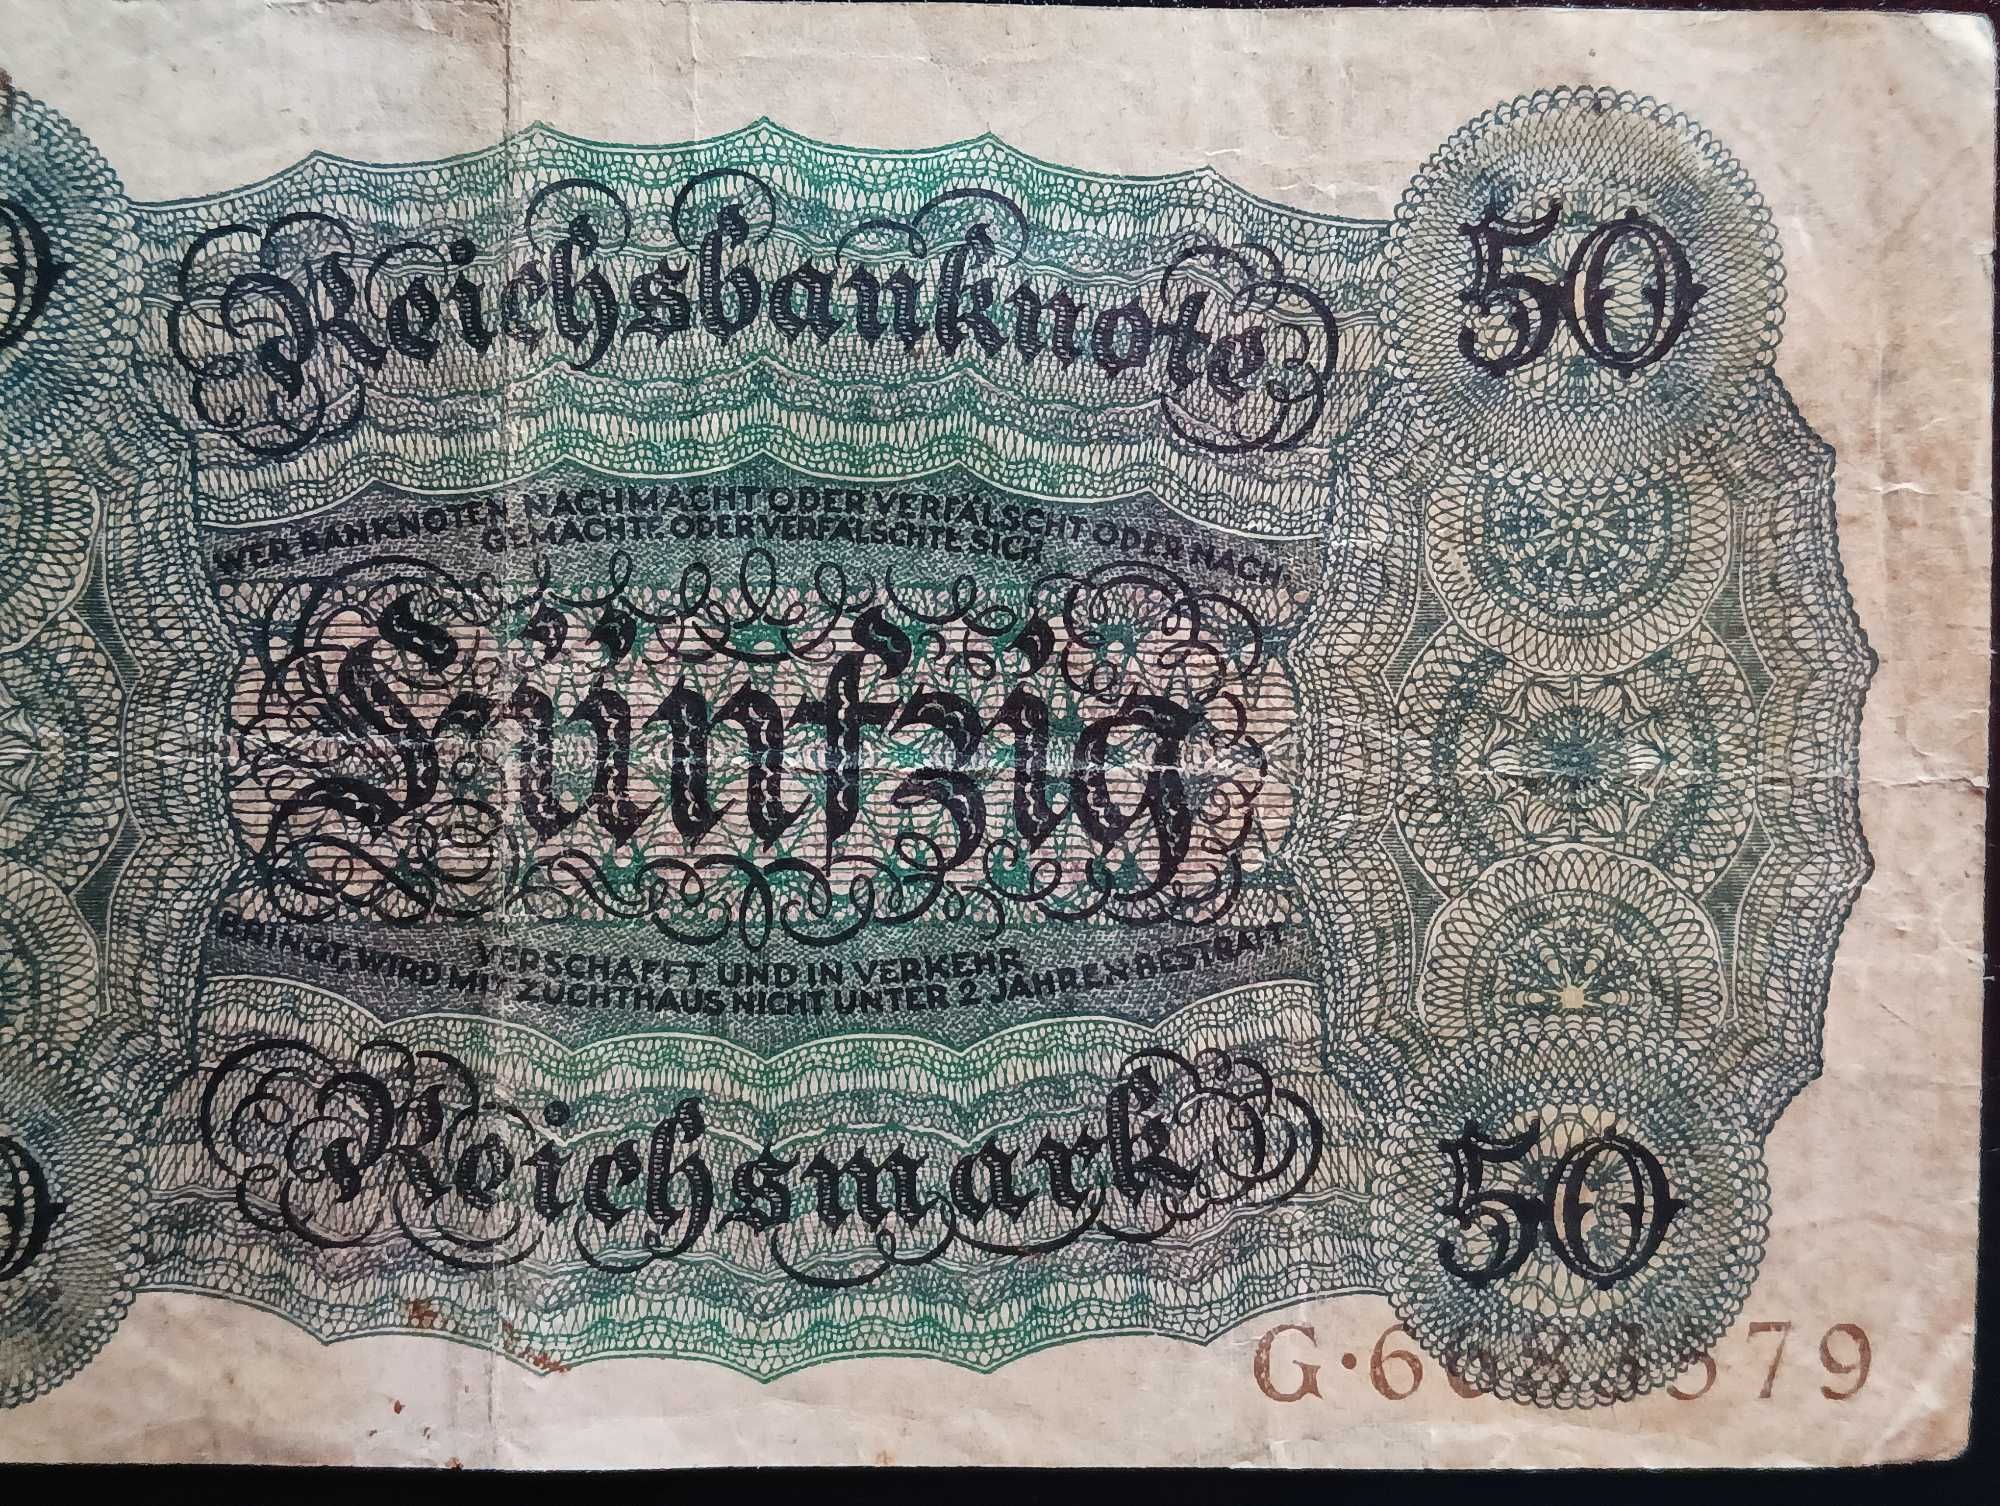 Reichsbanknote
50
WER BANKNOTEN NACHMACHT ODER VERFÄLSCHT ODER NACH-
GEMACHTE ODER VERFÄLSCHTE SICH
Fünfzig
VERSCHAFFT UND IN VERKEHR
BRINGT, WIRD MIT ZUCHTHAUS NICHT UNTER 2 JAHREN BESTRAFT
Reichsmark
50